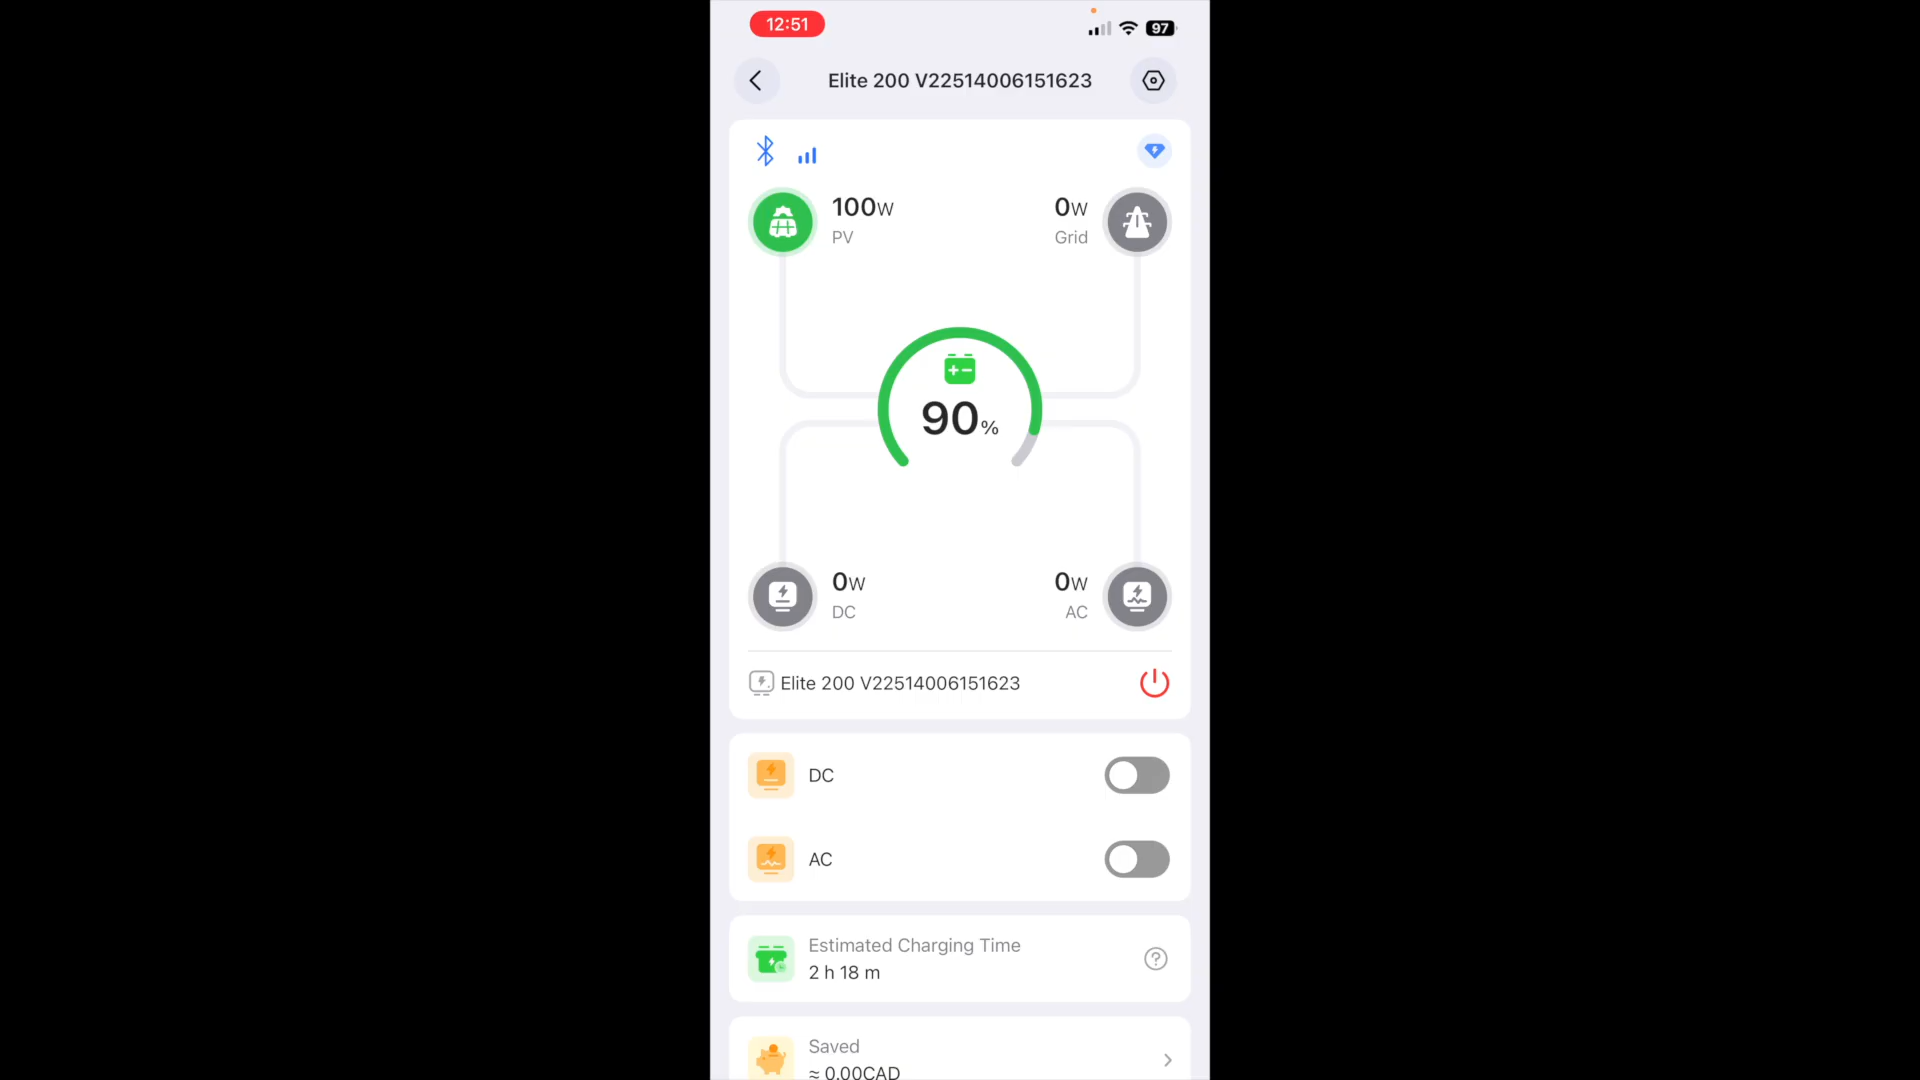 12:51
97
Elite 200 V22514006151623
100W
PV
0W
Grid
90%
0W
DC
0W
AC
Elite 200 V22514006151623
DC
AC
Estimated Charging Time
2 h 18 m
Saved
≈ 0.00CAD